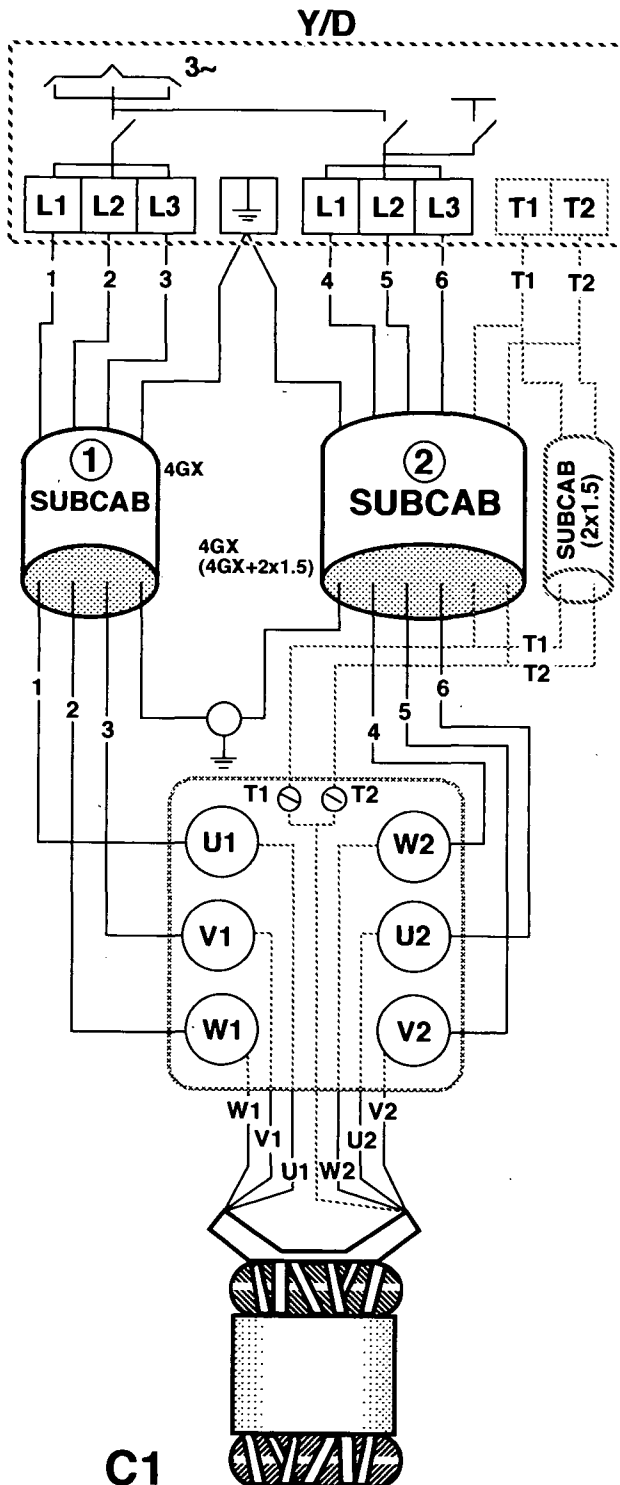 Y/D
3~
L1 L2 L3 L1 L2 L3 T1 T2
1 2 3 4 5 6 T1 T2
1
SUBCAB
4GX
2
SUBCAB
SUBCAB
(2x1.5)
4GX
(4GX+2x1.5)
T1
T2
1 2 3 4 5 6
T1 T2
U1 W2
V1 U2
W1 V2
W1 V2
V1 U2
U1 W2
C1